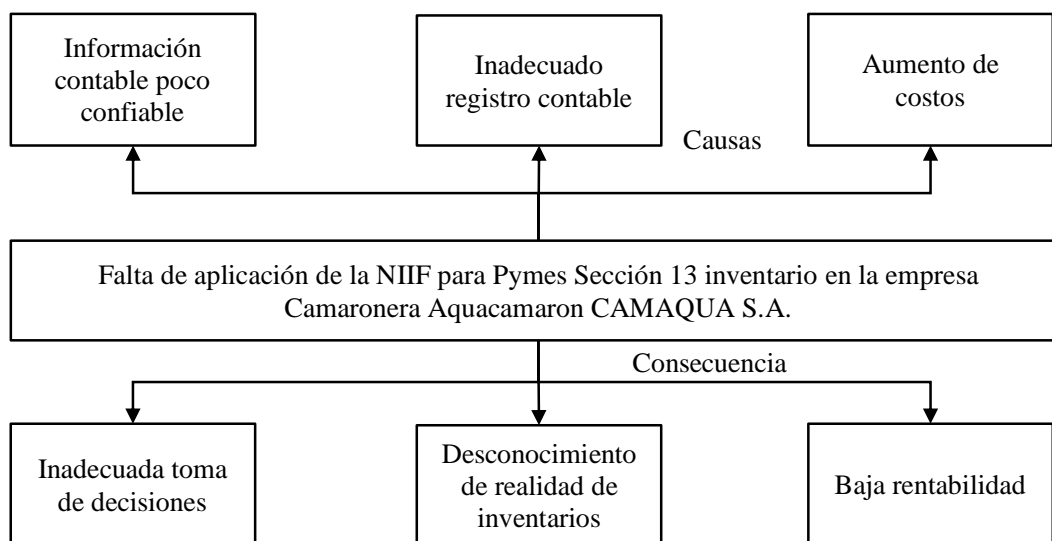 Información
contable poco
confiable
Inadecuado
registro contable
Aumento de
costos
Causas
Falta de aplicación de la NIIF para Pymes Sección 13 inventario en la empresa
Camaronera Aquacamaron CAMAQUA S.A.
Consecuencia
Inadecuada toma
de decisiones
Desconocimiento
de realidad de
inventarios
Baja rentabilidad